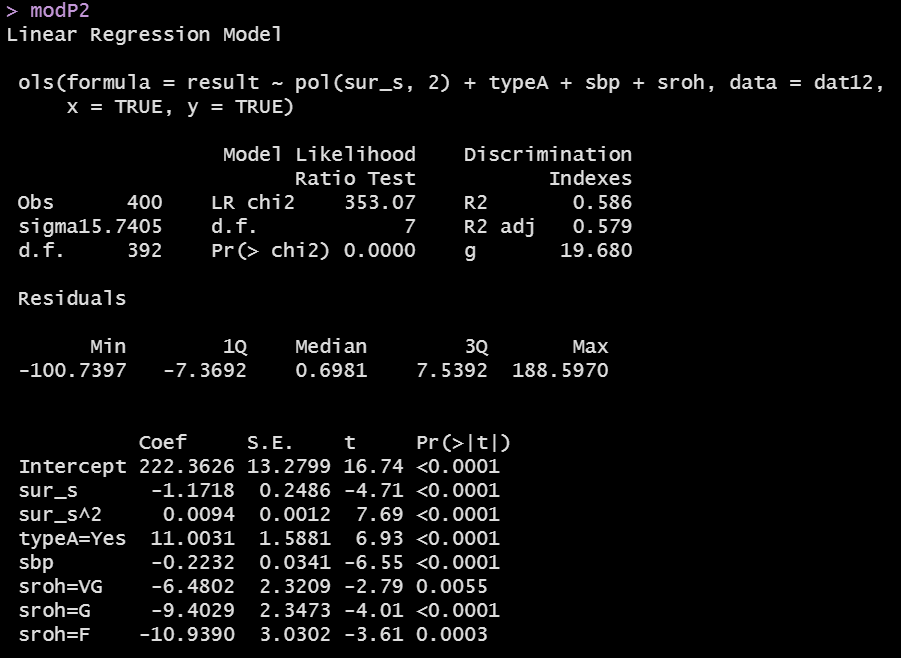 > modP2
Linear Regression Model

 ols(formula = result ~ pol(sur_s, 2) + typeA + sbp + sroh, data = dat12, 
     x = TRUE, y = TRUE)

                  Model Likelihood    Discrimination    
                        Ratio Test           Indexes    
 Obs      400    LR chi2    353.07    R2       0.586    
 sigma15.7405    d.f.            7    R2 adj   0.579    
 d.f.     392    Pr(> chi2) 0.0000    g       19.680    

 Residuals

       Min        1Q    Median        3Q       Max 
 -100.7397   -7.3692    0.6981    7.5392  188.5970 

           Coef     S.E.    t     Pr(>|t|)
 Intercept 222.3626 13.2799 16.74 <0.0001 
 sur_s      -1.1718  0.2486 -4.71 <0.0001 
 sur_s^2     0.0094  0.0012  7.69 <0.0001 
 typeA=Yes  11.0031  1.5881  6.93 <0.0001 
 sbp        -0.2232  0.0341 -6.55 <0.0001 
 sroh=VG    -6.4802  2.3209 -2.79 0.0055  
 sroh=G     -9.4029  2.3473 -4.01 <0.0001 
 sroh=F    -10.9390  3.0302 -3.61 0.0003